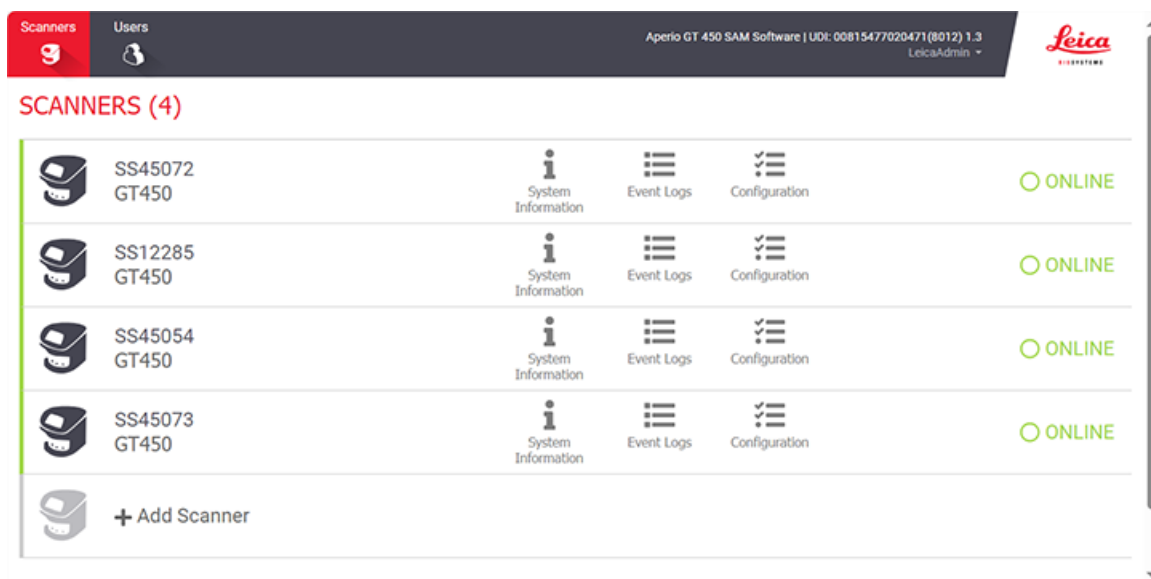 Scanners
Users
Aperio GT 450 SAM Software | UDI: 00815477020471(8012) 1.3
LeicaAdmin
Leica
BIOSYSTEMS
SCANNERS (4)
SS45072
GT450
System
Information
Event Logs
Configuration
ONLINE
SS12285
GT450
System
Information
Event Logs
Configuration
ONLINE
SS45054
GT450
System
Information
Event Logs
Configuration
ONLINE
SS45073
GT450
System
Information
Event Logs
Configuration
ONLINE
+ Add Scanner